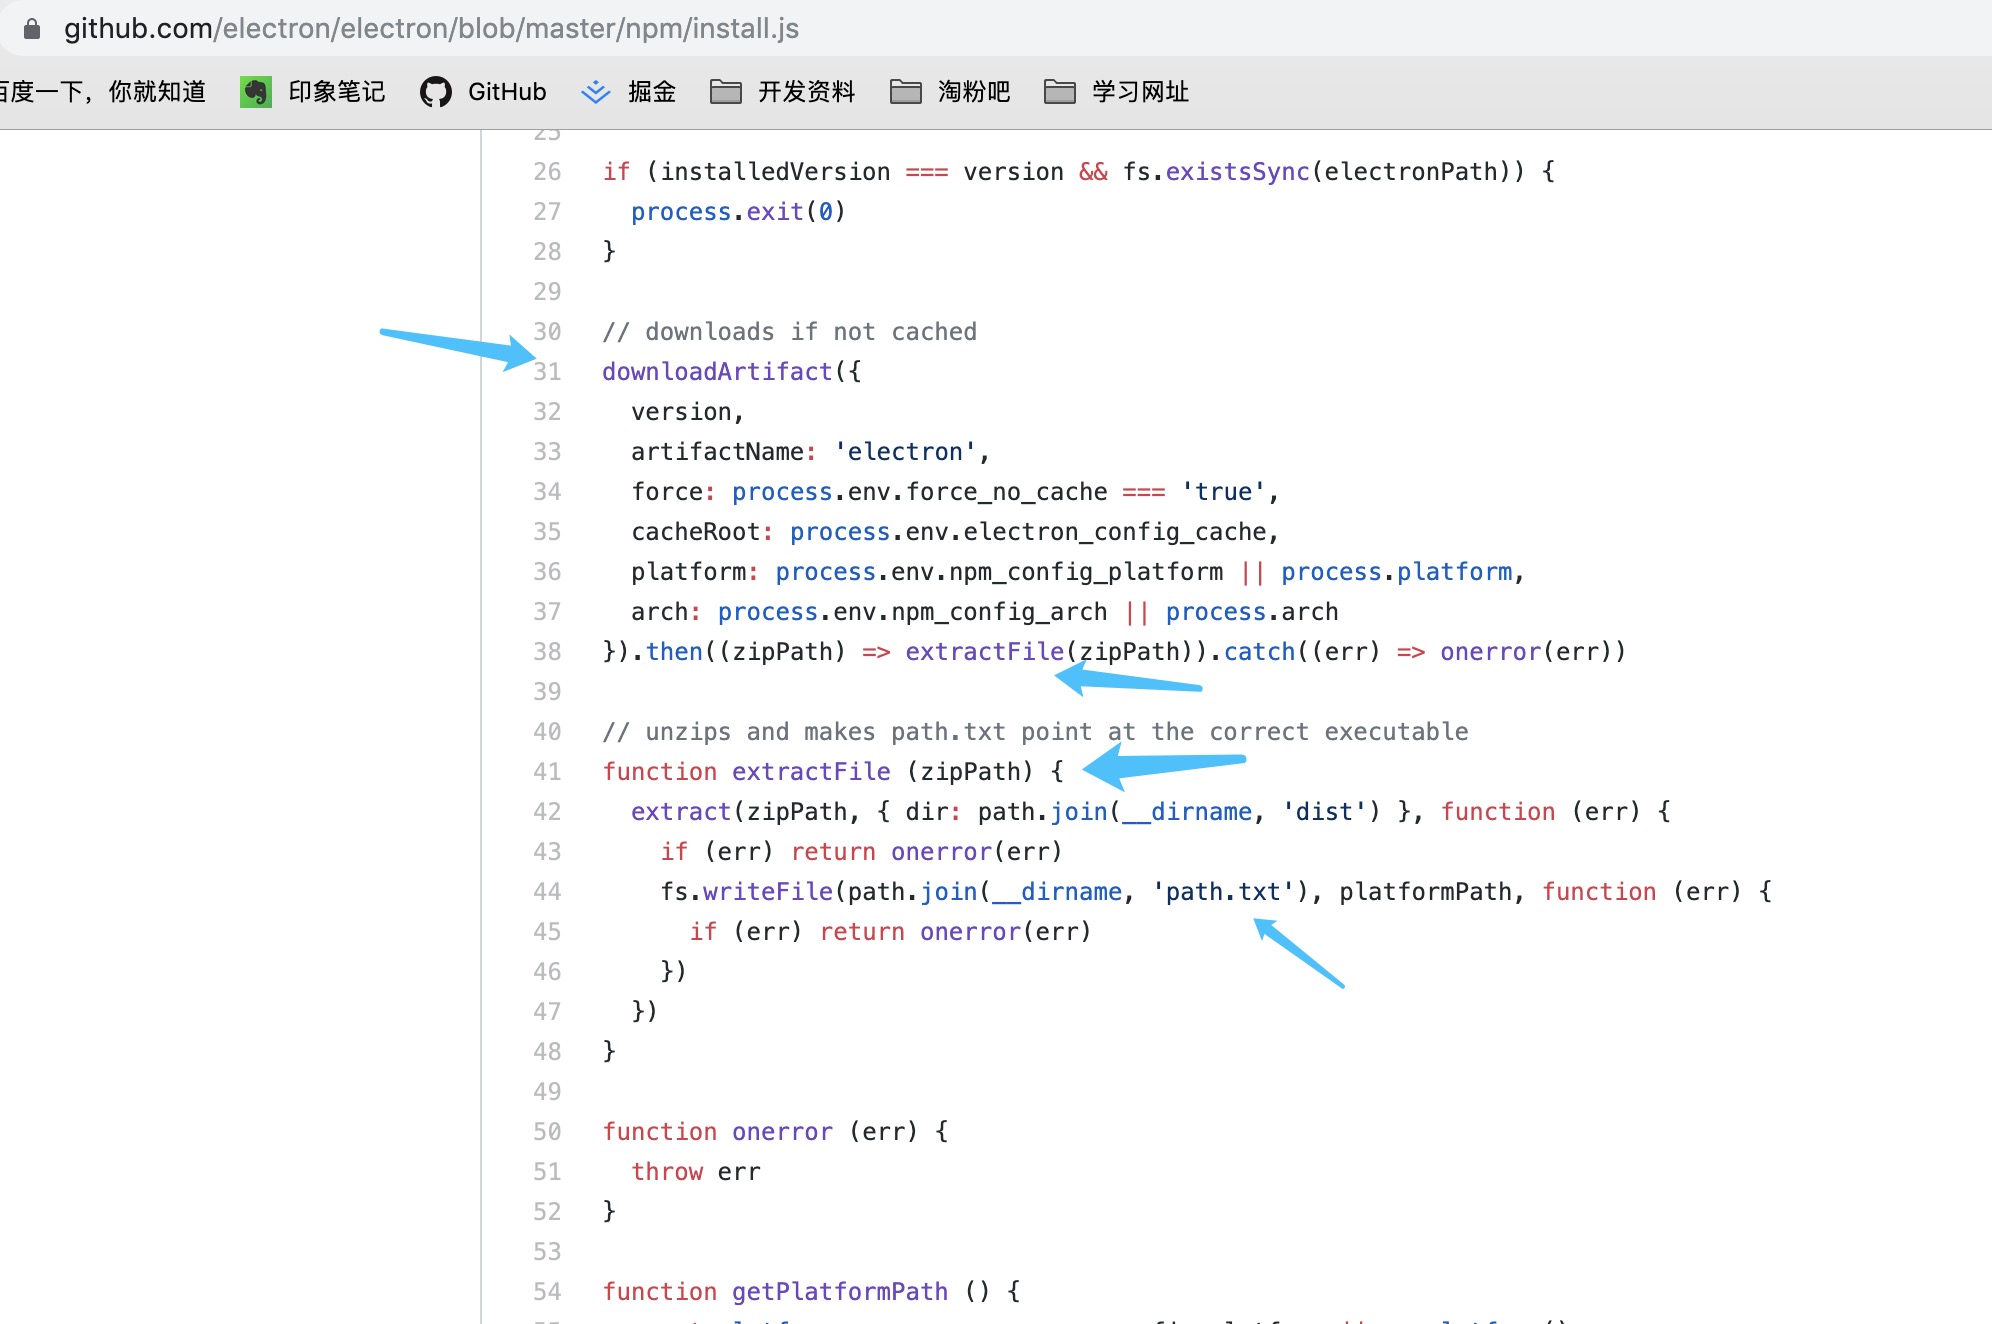 github.com/electron/electron/blob/master/npm/install.js
百度一下，你就知道 印象笔记 GitHub 掘金 开发资料 淘粉吧 学习网址
25
26 if (installedVersion === version && fs.existsSync(electronPath)) {
27 process.exit(0)
28 }
29
30 // downloads if not cached
31 downloadArtifact({
32 version,
33 artifactName: 'electron',
34 force: process.env.force_no_cache === 'true',
35 cacheRoot: process.env.electron_config_cache,
36 platform: process.env.npm_config_platform || process.platform,
37 arch: process.env.npm_config_arch || process.arch
38 }).then((zipPath) => extractFile(zipPath)).catch((err) => onerror(err))
39
40 // unzips and makes path.txt point at the correct executable
41 function extractFile (zipPath) {
42 extract(zipPath, { dir: path.join(__dirname, 'dist') }, function (err) {
43 if (err) return onerror(err)
44 fs.writeFile(path.join(__dirname, 'path.txt'), platformPath, function (err) {
45 if (err) return onerror(err)
46 })
47 })
48 }
49
50 function onerror (err) {
51 throw err
52 }
53
54 function getPlatformPath () {